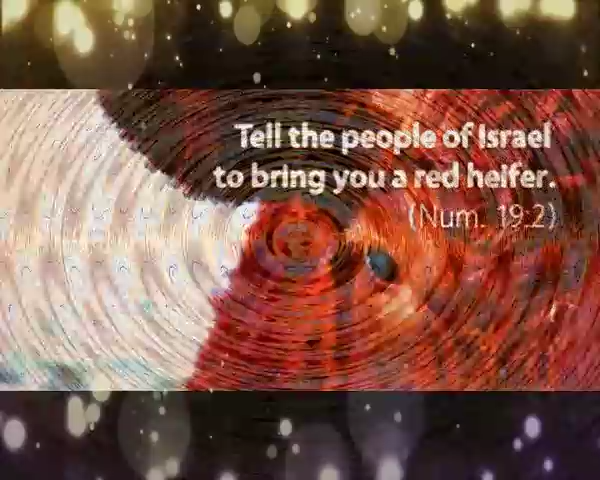 Tell the people of Israel
to bring you a red heifer.
(Num. 19:2)